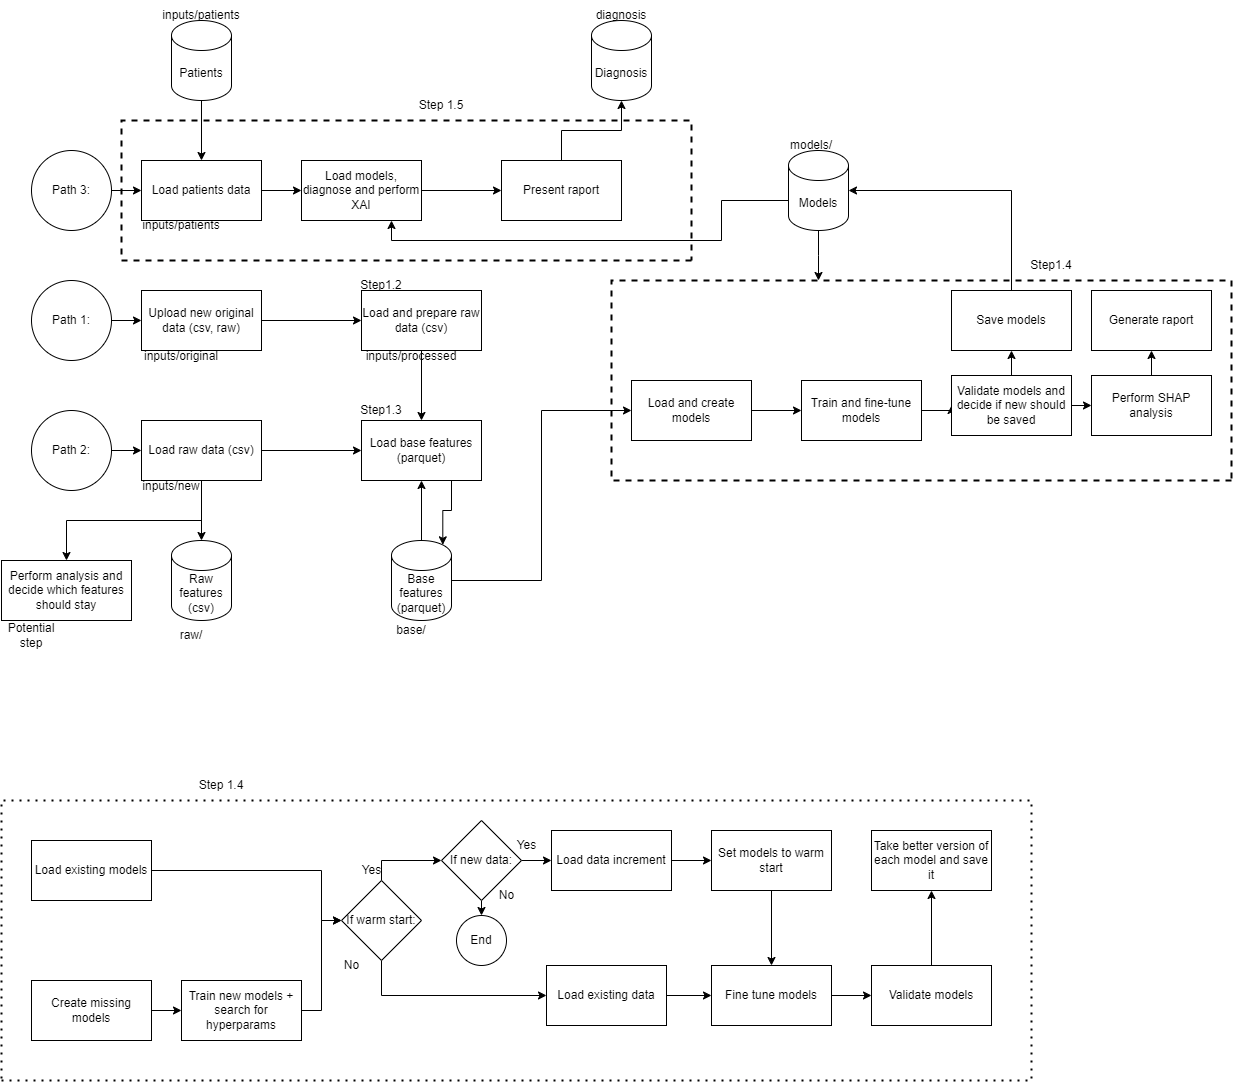 inputs/patients
Patients
diagnosis
Diagnosis
Step 1.5
Path 3:
Load patients data
inputs/patients
Load models,
diagnose and perform
XAI
Present raport
models/
Models
Path 1:
Upload new original
data (csv, raw)
inputs/original
Step1.2
Load and prepare raw
data (csv)
inputs/processed
Path 2:
Load raw data (csv)
inputs/new
Step1.3
Load base features
(parquet)
Perform analysis and
decide which features
should stay
Potential
step
Raw
features
(csv)
raw/
Base
features
(parquet)
base/
Step1.4
Load and create
models
Train and fine-tune
models
Validate models and
decide if new should
be saved
Save models
Perform SHAP
analysis
Generate raport
Step 1.4
Load existing models
Create missing
models
Train new models +
search for
hyperparams
If warm start:
Yes
No
If new data:
Yes
No
End
Load data increment
Set models to warm
start
Load existing data
Fine tune models
Validate models
Take better version of
each model and save
it